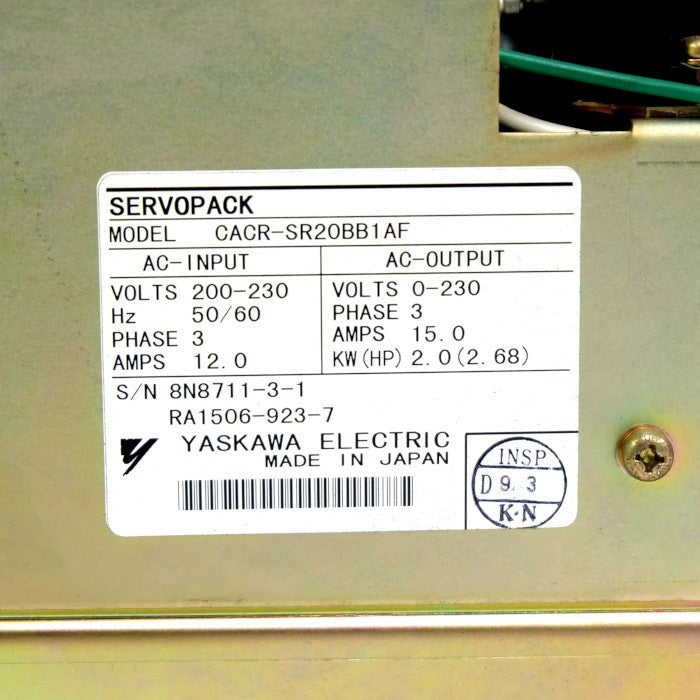 SERVOPACK
MODEL CACR-SR20BB1AF
AC-INPUT
VOLTS 200-230
Hz 50/60
PHASE 3
AMPS 12.0
AC-OUTPUT
VOLTS 0-230
PHASE 3
AMPS 15.0
KW(HP) 2.0(2.68)
S/N 8N8711-3-1
RA1506-923-7
YASKAWA ELECTRIC
MADE IN JAPAN
INSP
D 9. 3
K·N